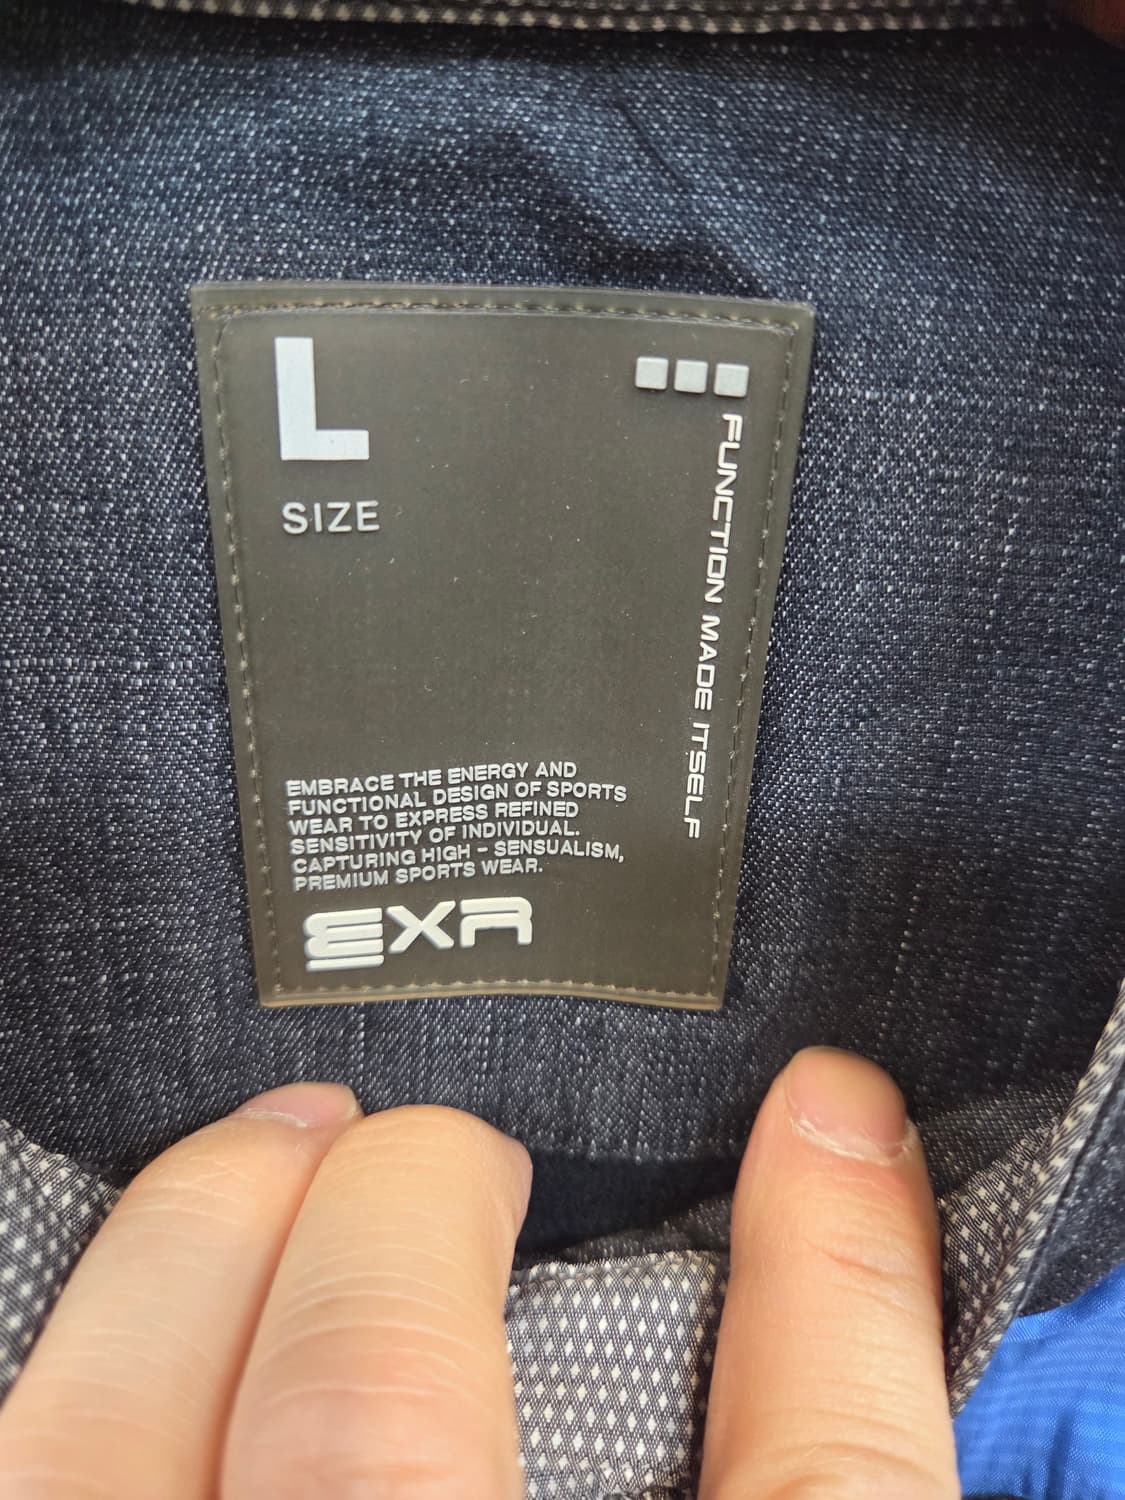 L
SIZE
FUNCTION MADE ITSELF
EMBRACE THE ENERGY AND
FUNCTIONAL DESIGN OF SPORTS
WEAR TO EXPRESS REFINED
SENSITIVITY OF INDIVIDUAL.
CAPTURING HIGH - SENSUALISM,
PREMIUM SPORTS WEAR.
EXR